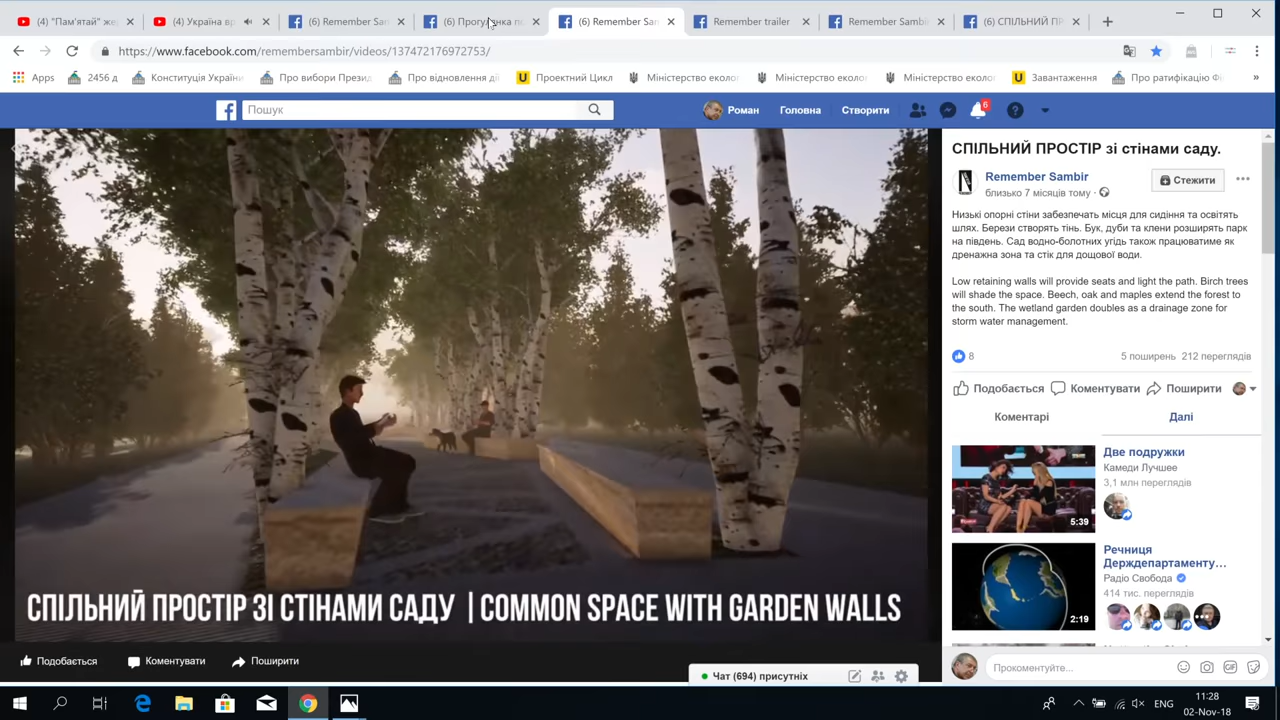 (4) "Пам'ятай" же
(4) Україна вр
(6) Remember San
(6) Прогулянка п
(6) Remember San
Remember trailer
Remember Sambi
(6) СПІЛЬНИЙ ПР
https://www.facebook.com/remembersambir/videos/137472176972753/
Apps
2456 д
Конституція України
Про вибори Презид
Про відновлення дії
Проектний Цикл
Міністерство еколо
Міністерство еколо
Міністерство еколо
Завантаження
Про ратифікацію Фі
»
Пошук
Роман
Головна
Створити
6
СПІЛЬНИЙ ПРОСТІР зі стінами саду.
Remember Sambir
близько 7 місяців тому ·
Стежити
Низькі опорні стіни забезпечать місця для сидіння та освітять
шлях. Берези створять тінь. Бук, дуби та клени розширять парк
на південь. Сад водно-болотних угідь також працюватиме як
дренажна зона та стік для дощової води.
Low retaining walls will provide seats and light the path. Birch trees
will shade the space. Beech, oak and maples extend the forest to
the south. The wetland garden doubles as a drainage zone for
storm water management.
8
5 поширень 212 переглядів
Подобається
Коментувати
Поширити
Коментарі
Далі
Две подружки
Камеди Лучшее
3,1 млн переглядів
5:39
Речниця
Держдепартаменту…
Радіо Свобода
414 тис. переглядів
2:19
СПІЛЬНИЙ ПРОСТІР ЗІ СТІНАМИ САДУ | COMMON SPACE WITH GARDEN WALLS
Подобається
Коментувати
Поширити
Чат (694) присутніх
Прокоментуйте...
GIF
ENG
11:28
02-Nov-18